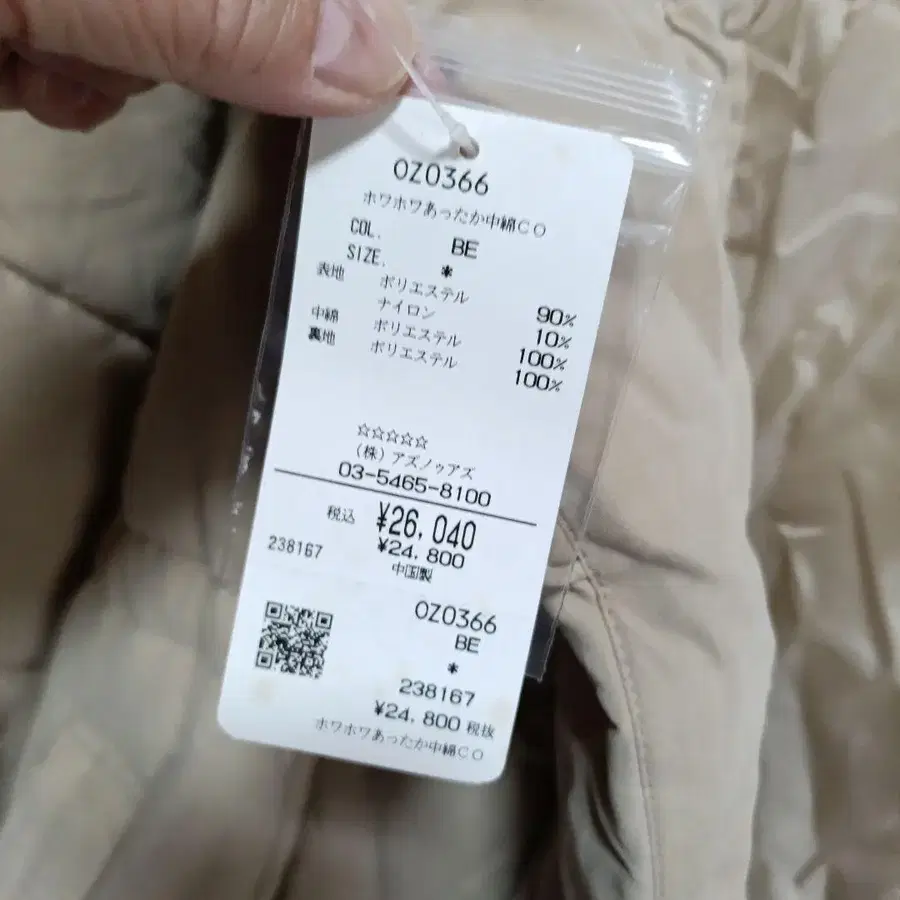 OZ0366
ホワホワあったか中綿CO
COL. BE
SIZE. *
表地 ポリエステル 90%
ナイロン 10%
中綿 ポリエステル 100%
裏地 ポリエステル 100%
☆☆☆☆☆
(株)アズノゥアズ
03-5465-8100
税込 ¥26,040
238167 ¥24.800
中国製
OZ0366
BE
*
238167
¥24.800 税抜
ホワホワあったか中綿CO